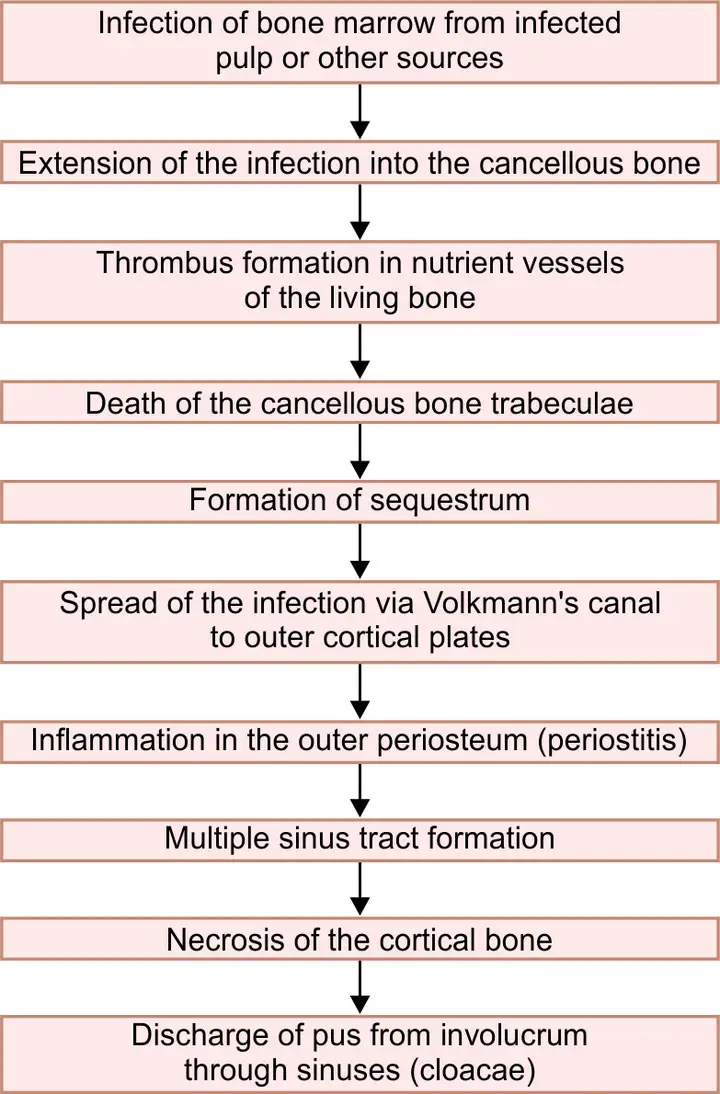 Infection of bone marrow from infected
pulp or other sources
Extension of the infection into the cancellous bone
Thrombus formation in nutrient vessels
of the living bone
Death of the cancellous bone trabeculae
Formation of sequestrum
Spread of the infection via Volkmann's canal
to outer cortical plates
Inflammation in the outer periosteum (periostitis)
Multiple sinus tract formation
Necrosis of the cortical bone
Discharge of pus from involucrum
through sinuses (cloacae)